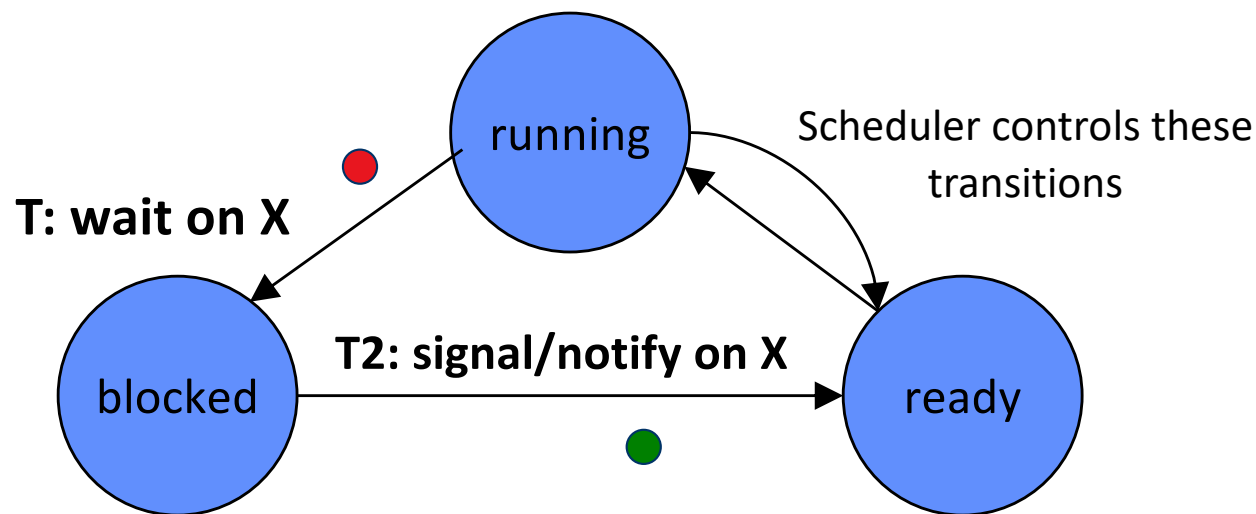 running
Scheduler controls these
transitions
T: wait on X
T2: signal/notify on X
blocked
ready